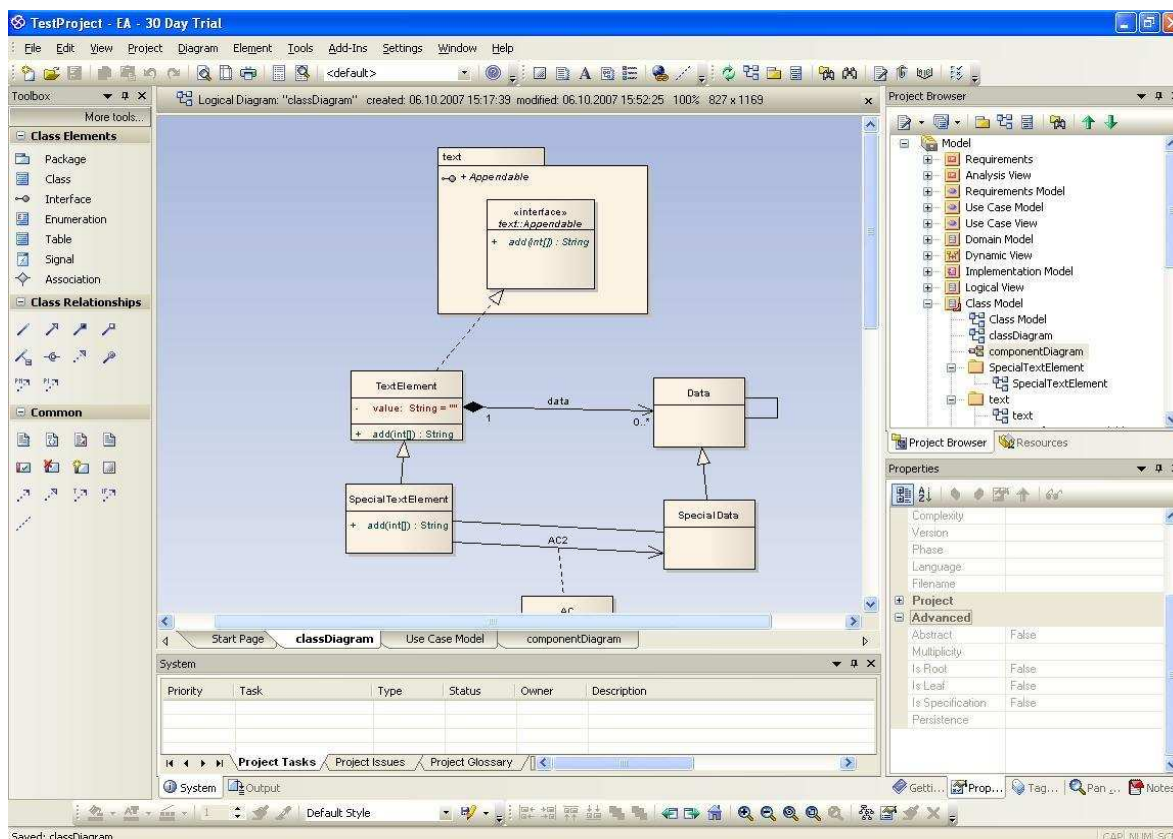 TestProject - EA - 30 Day Trial
File Edit View Project Diagram Element Tools Add-Ins Settings Window Help
<default>
Toolbox
More tools...
Class Elements
Package
Class
Interface
Enumeration
Table
Signal
Association
Class Relationships
Common
Logical Diagram: "classDiagram" created: 06.10.2007 15:17:39 modified: 06.10.2007 15:52:25 100% 827 x 1169
text
+ Appendable
«interface»
text::Appendable
+ add(int[]) : String
TextElement
- value: String = ""
+ add(int[]) : String
data
1
0..*
Data
SpecialTextElement
+ add(int[]) : String
SpecialData
AC2
AC
Start Page classDiagram Use Case Model componentDiagram
System
Priority Task Type Status Owner Description
Project Tasks Project Issues Project Glossary
System Output
Project Browser
Model
Requirements
Analysis View
Requirements Model
Use Case Model
Use Case View
Domain Model
Dynamic View
Implementation Model
Logical View
Class Model
Class Model
classDiagram
componentDiagram
SpecialTextElement
SpecialTextElement
text
text
Project Browser Resources
Properties
Complexity
Version
Phase
Language
Filename
Project
Advanced
Abstract False
Multiplicity
Is Root False
Is Leaf False
Is Specification False
Persistence
Getti... Prop... Tag... Pan ... Notes
1 Default Style
Saved: classDiagram
CAP NUM SC